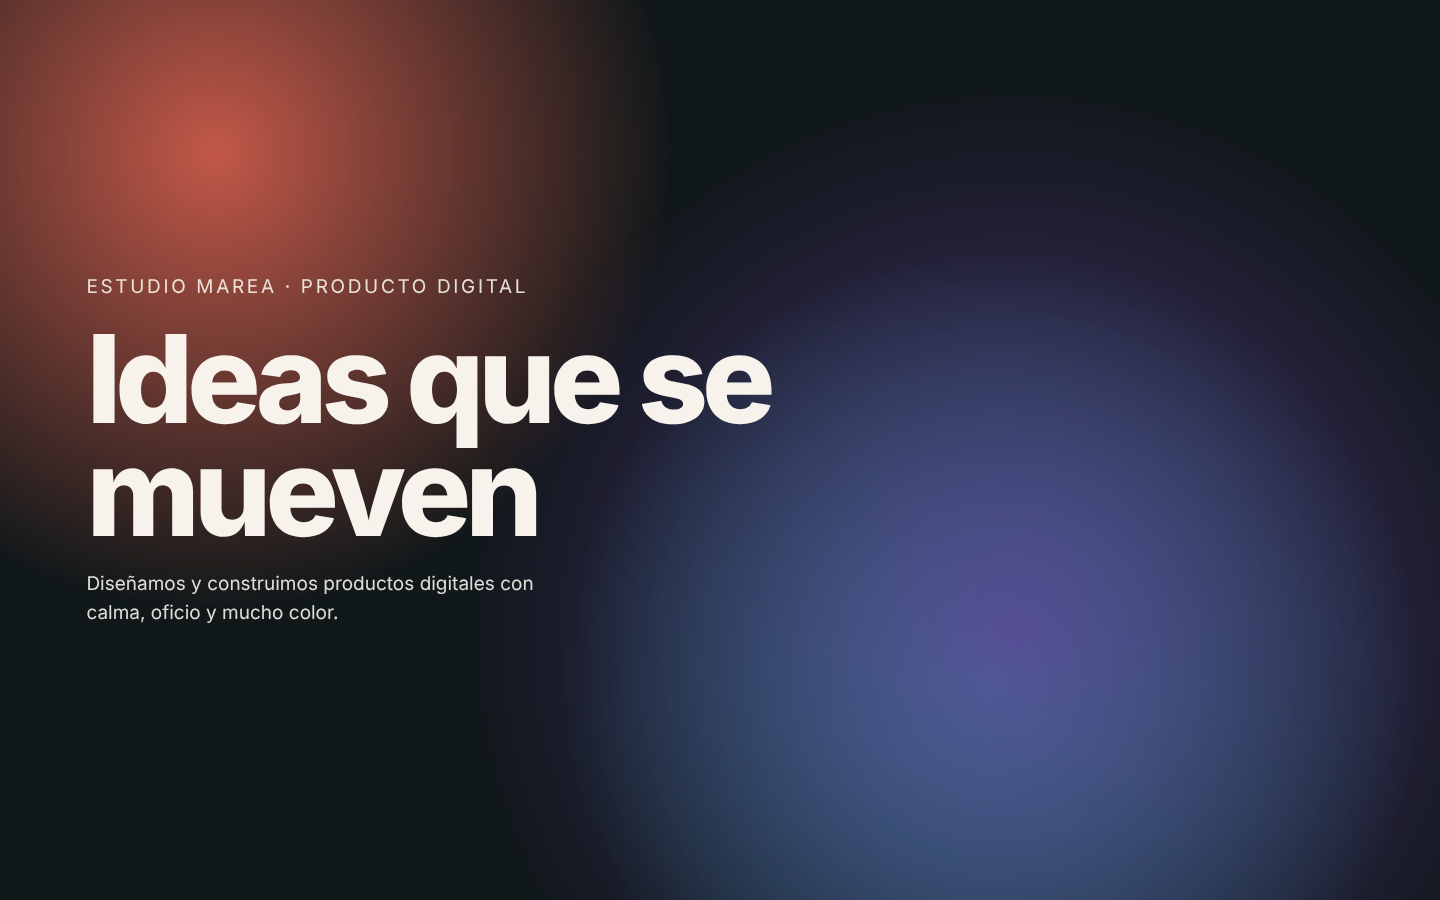 ESTUDIO MAREA · PRODUCTO DIGITAL
Ideas que se
mueven
Diseñamos y construimos productos digitales con
calma, oficio y mucho color.